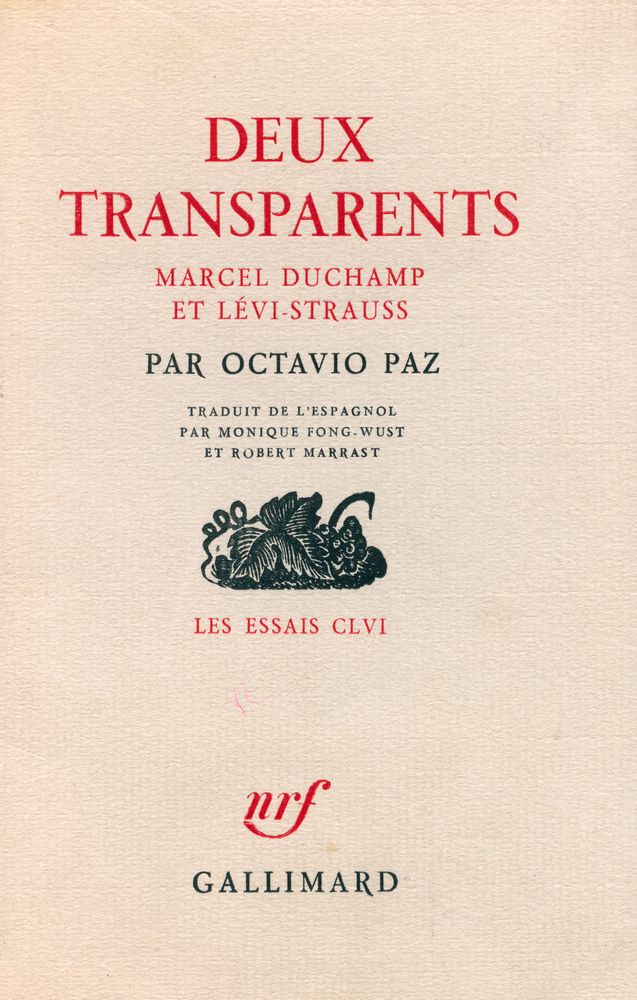 DEUX
TRANSPARENTS
MARCEL DUCHAMP
ET LÉVI-STRAUSS
PAR OCTAVIO PAZ
TRADUIT DE L'ESPAGNOL
PAR MONIQUE FONG-WUST
ET ROBERT MARRAST
LES ESSAIS CLVI
nrf
GALLIMARD